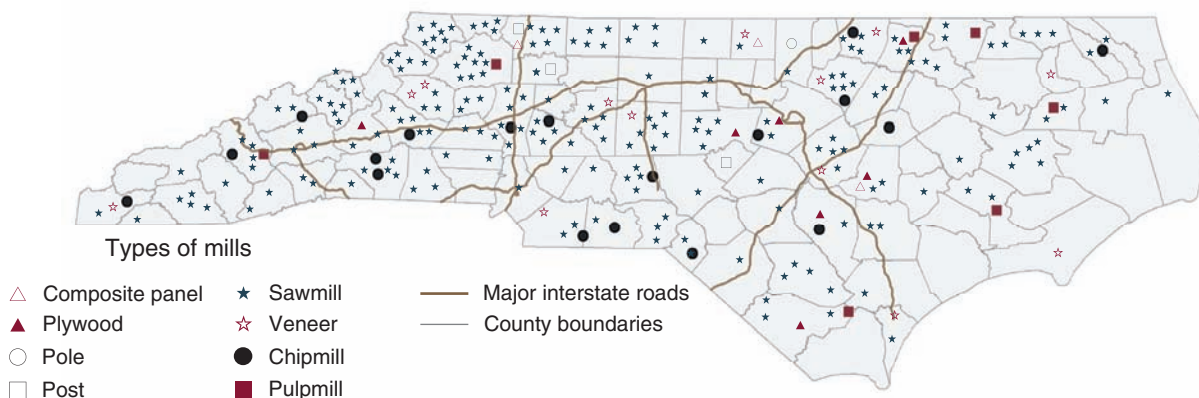 Types of mills
Composite panel
Sawmill
Major interstate roads
Plywood
Veneer
County boundaries
Pole
Chipmill
Post
Pulpmill